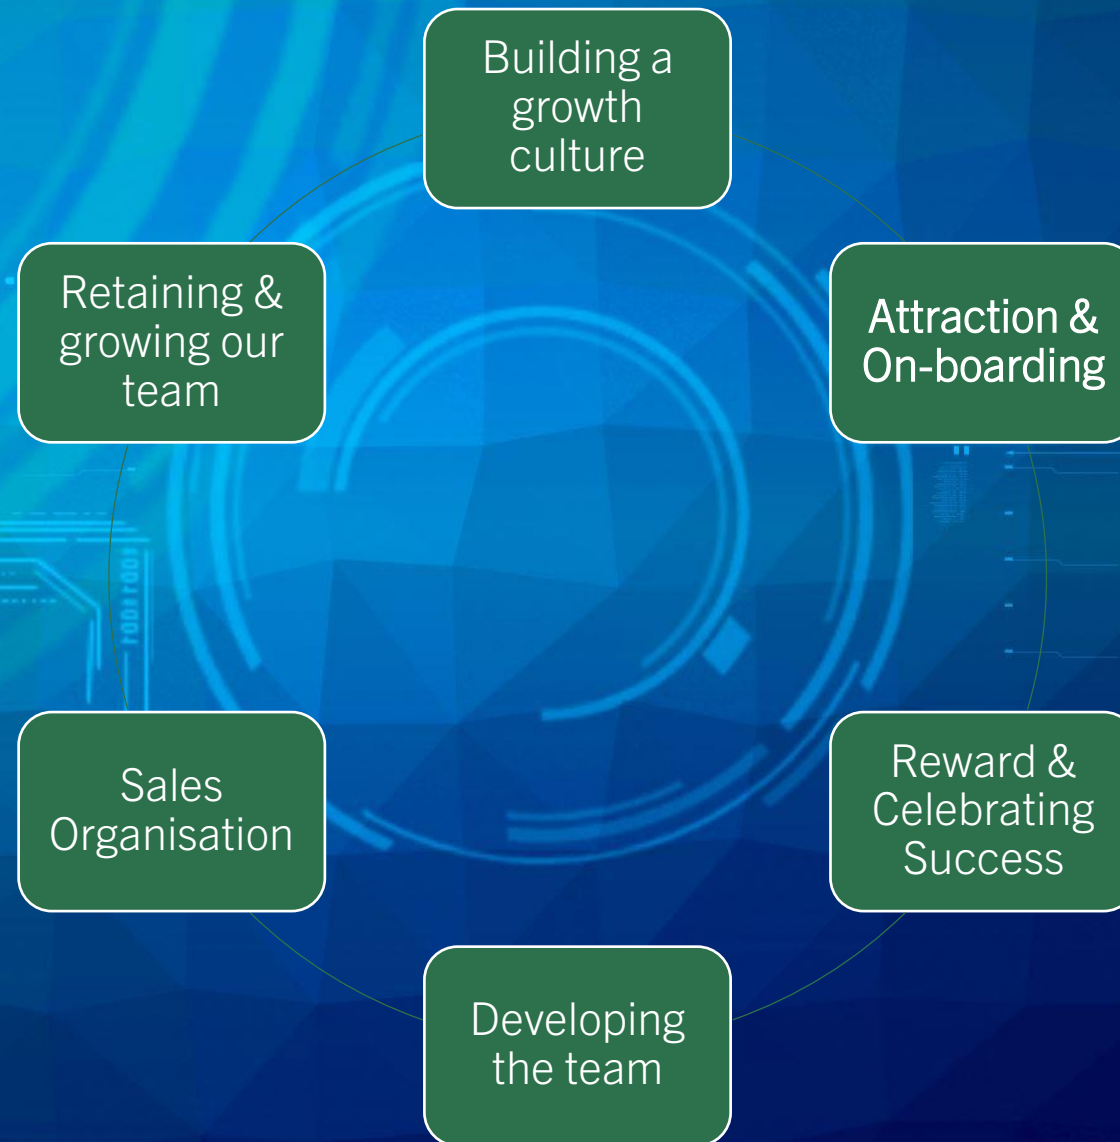 Building a
growth
culture
Attraction &
On-boarding
Reward &
Celebrating
Success
Developing
the team
Sales
Organisation
Retaining &
growing our
team